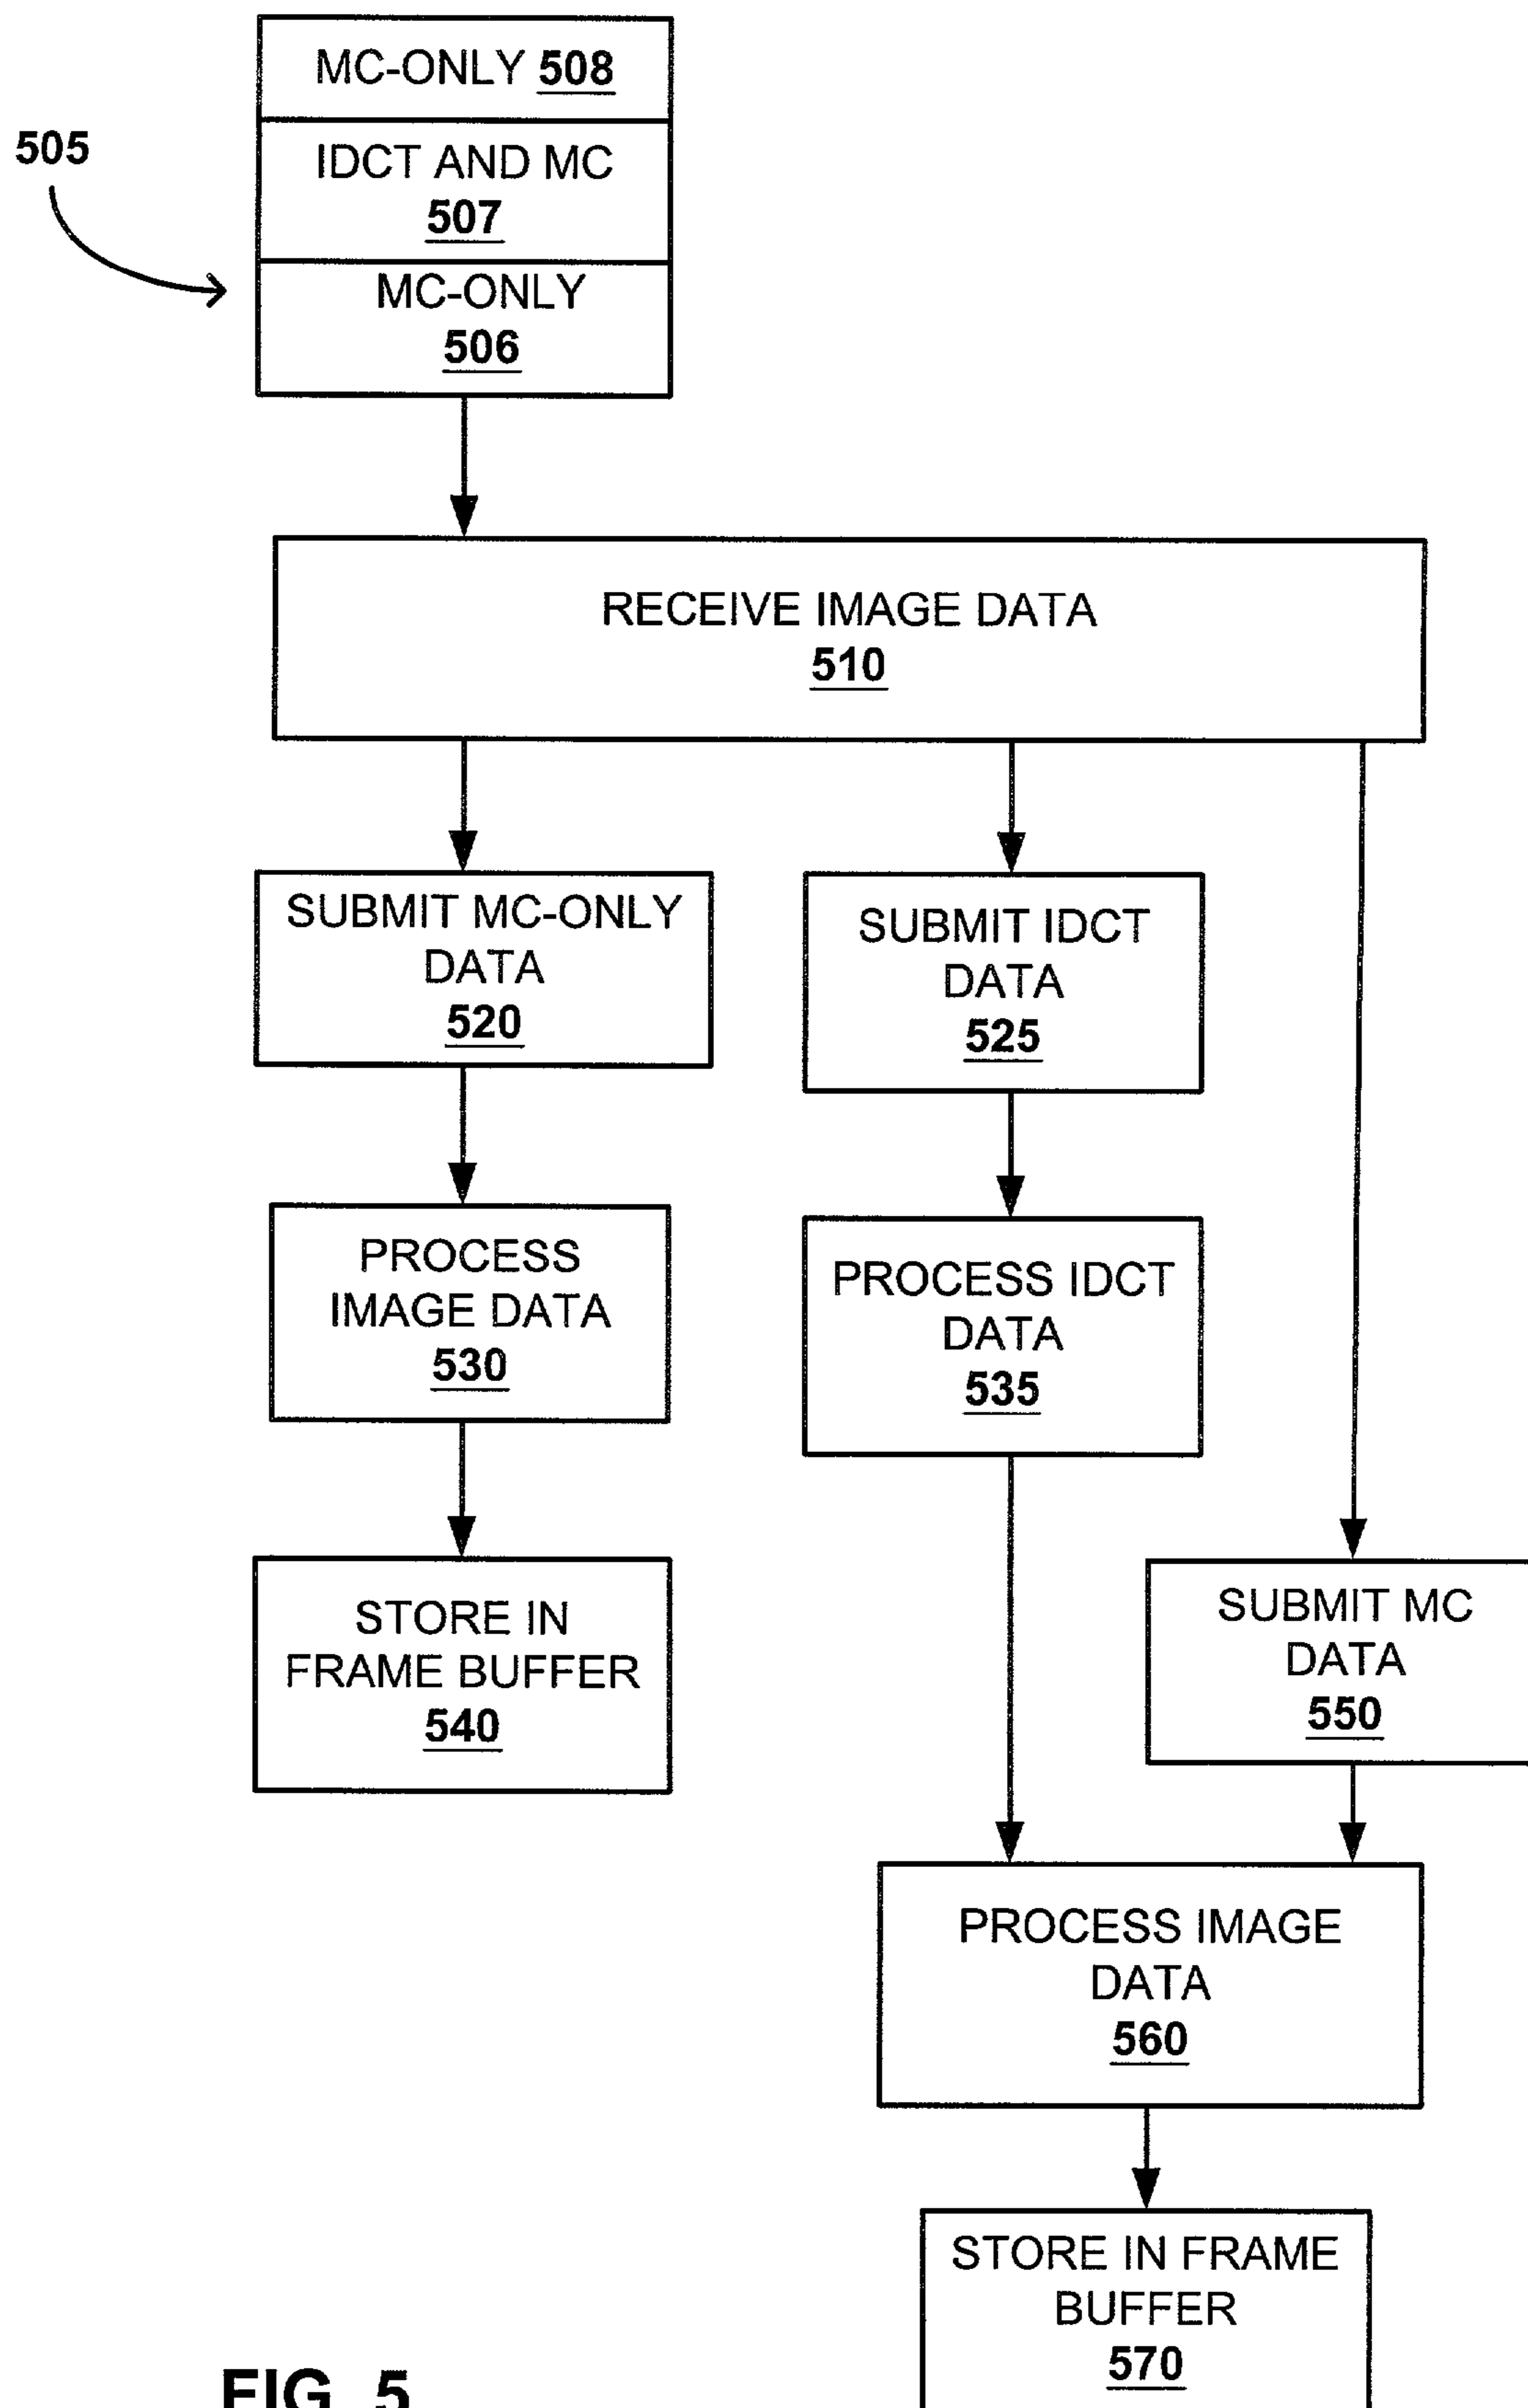 MC-ONLY 508
505
IDCT AND MC
507
MC-ONLY
506
RECEIVE IMAGE DATA
510
SUBMIT MC-ONLY
DATA
520
SUBMIT IDCT
DATA
525
PROCESS
IMAGE DATA
530
PROCESS IDCT
DATA
535
STORE IN
FRAME BUFFER
540
SUBMIT MC
DATA
550
PROCESS IMAGE
DATA
560
STORE IN FRAME
BUFFER
570
FIG. 5